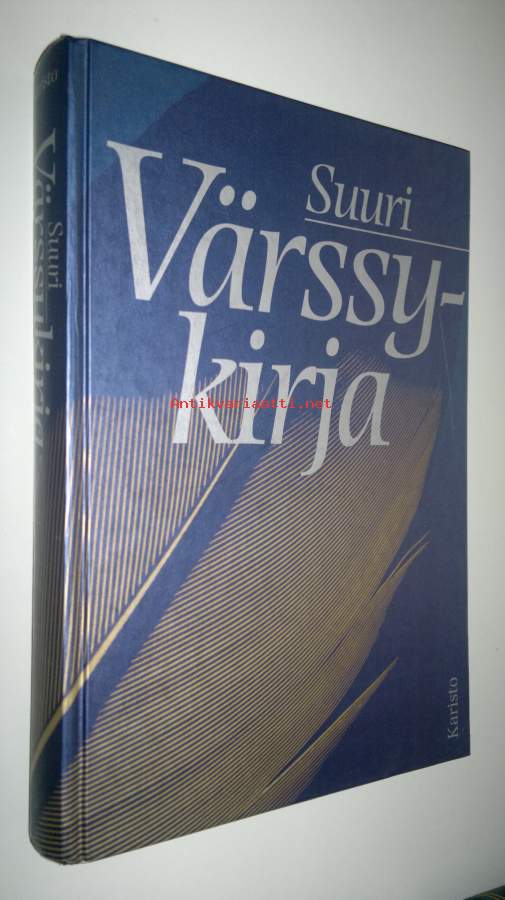 Suuri
Värssy-
kirja
Antikvariaatti.net
Karisto
Suuri
Värssykirja